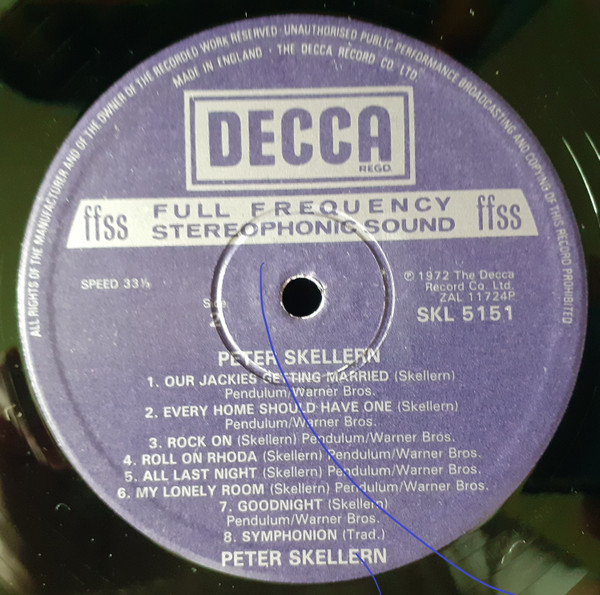 ALL RIGHTS OF THE MANUFACTURER AND OF THE OWNER OF THE RECORDED WORK RESERVED · UNAUTHORISED PUBLIC PERFORMANCE BROADCASTING AND COPYING OF THIS RECORD PROHIBITED
MADE IN ENGLAND · THE DECCA RECORD CO LTD.
DECCA
REGD.
ffss FULL FREQUENCY STEREOPHONIC SOUND ffss
SPEED 33⅓
Side
2
℗ 1972 The Decca
Record Co. Ltd.
ZAL 11724P
SKL 5151
PETER SKELLERN
1. OUR JACKIES GETTING MARRIED (Skellern)
Pendulum/Warner Bros.
2. EVERY HOME SHOULD HAVE ONE (Skellern)
Pendulum/Warner Bros.
3. ROCK ON (Skellern) Pendulum/Warner Bros.
4. ROLL ON RHODA (Skellern) Pendulum/Warner Bros.
5. ALL LAST NIGHT (Skellern) Pendulum/Warner Bros.
6. MY LONELY ROOM (Skellern) Pendulum/Warner Bros.
7. GOODNIGHT (Skellern)
Pendulum/Warner Bros.
8. SYMPHONION (Trad.)
PETER SKELLERN